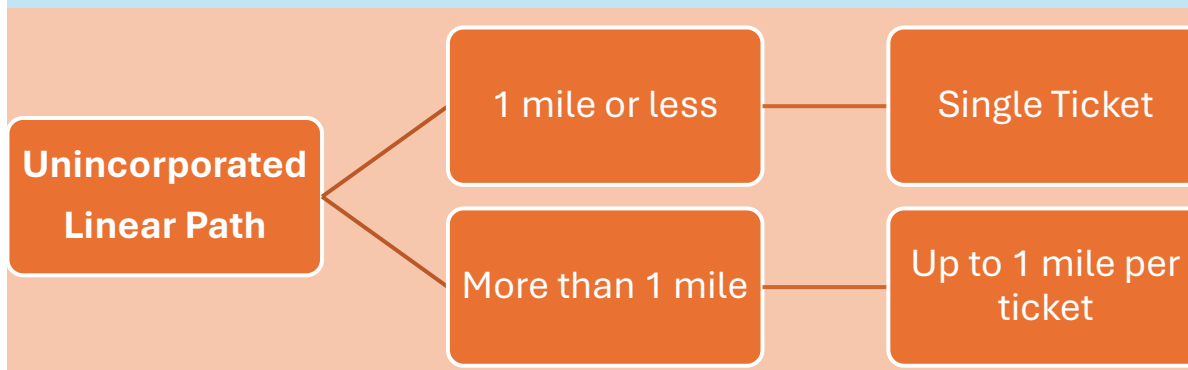 Unincorporated
Linear Path
1 mile or less
Single Ticket
More than 1 mile
Up to 1 mile per
ticket